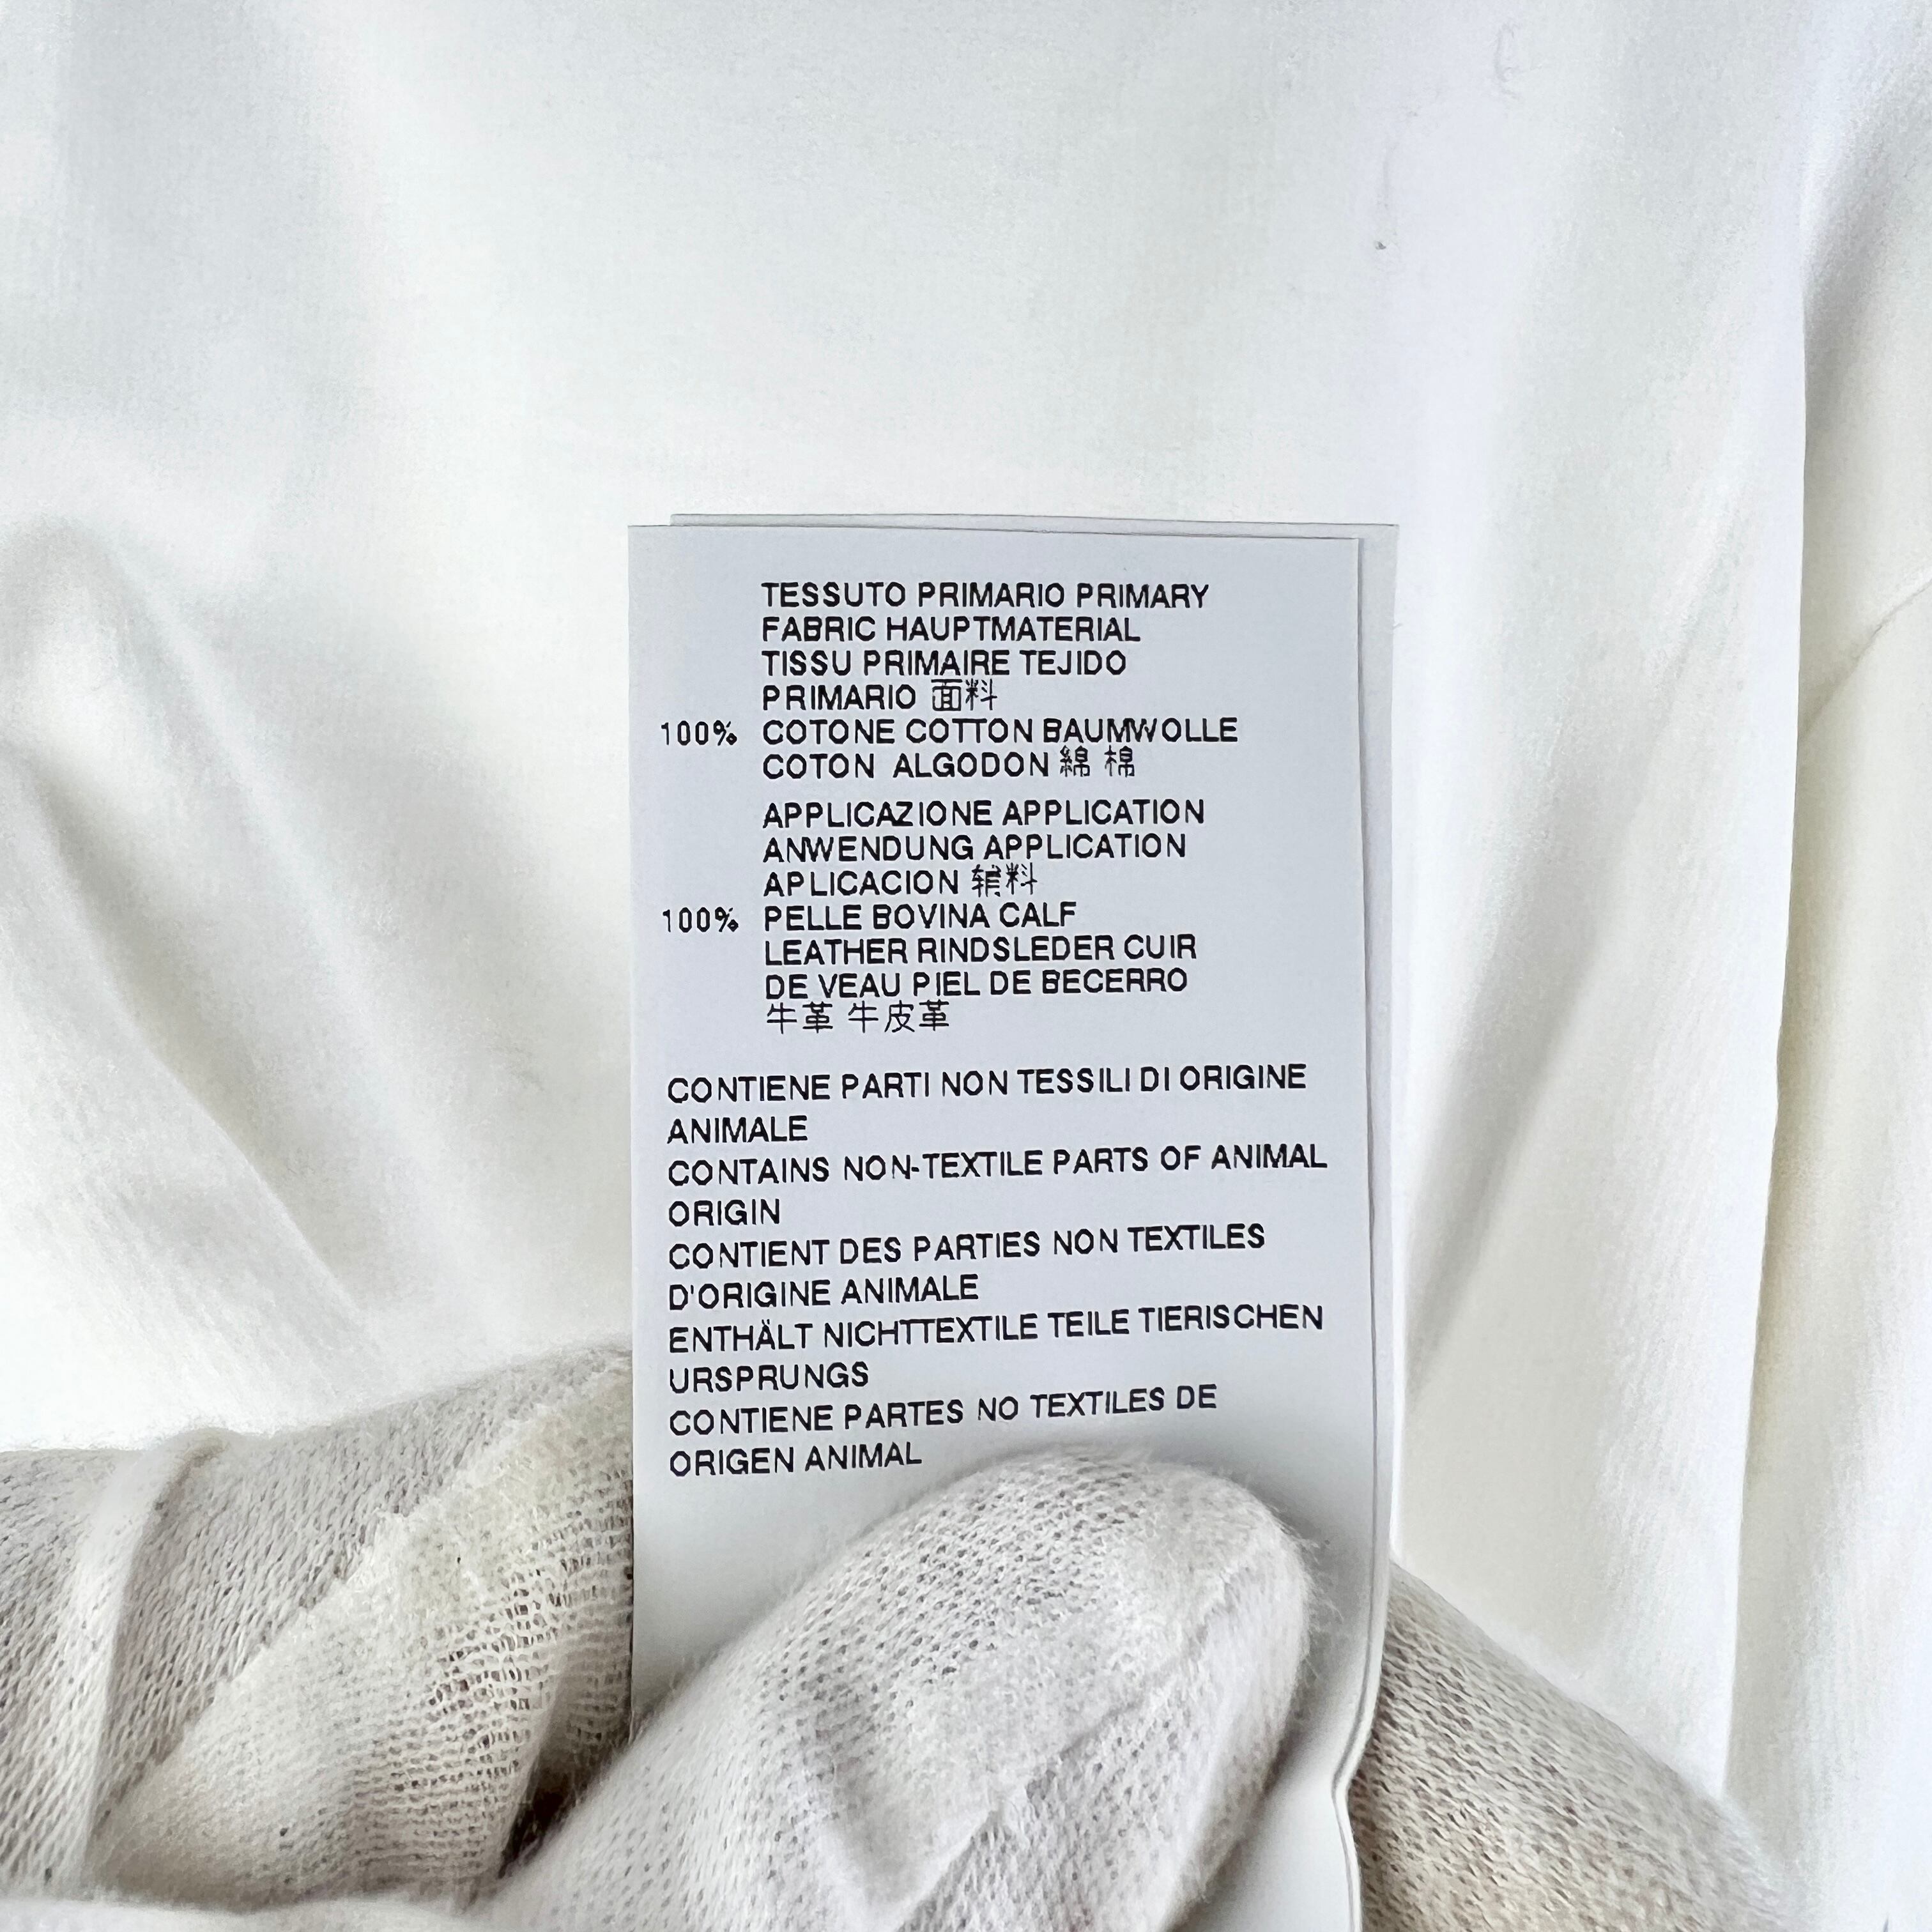 TESSUTO PRIMARIO PRIMARY
FABRIC HAUPTMATERIAL
TISSU PRIMAIRE TEJIDO
PRIMARIO 面料
100% COTONE COTTON BAUMWOLLE
COTON ALGODON 綿 棉
APPLICAZIONE APPLICATION
ANWENDUNG APPLICATION
APLICACION 辅料
100% PELLE BOVINA CALF
LEATHER RINDSLEDER CUIR
DE VEAU PIEL DE BECERRO
牛革 牛皮革
CONTIENE PARTI NON TESSILI DI ORIGINE
ANIMALE
CONTAINS NON-TEXTILE PARTS OF ANIMAL
ORIGIN
CONTIENT DES PARTIES NON TEXTILES
D'ORIGINE ANIMALE
ENTHÄLT NICHTTEXTILE TEILE TIERISCHEN
URSPRUNGS
CONTIENE PARTES NO TEXTILES DE
ORIGEN ANIMAL